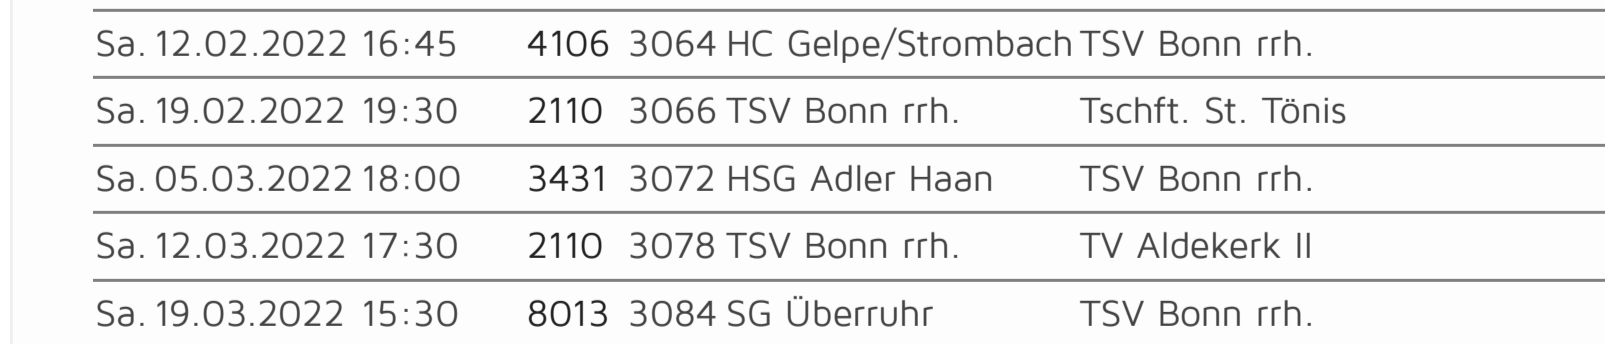 Sa. 12.02.2022 16:45 4106 3064 HC Gelpe/Strombach TSV Bonn rrh.
Sa. 19.02.2022 19:30 2110 3066 TSV Bonn rrh. Tschft. St. Tönis
Sa. 05.03.2022 18:00 3431 3072 HSG Adler Haan TSV Bonn rrh.
Sa. 12.03.2022 17:30 2110 3078 TSV Bonn rrh. TV Aldekerk II
Sa. 19.03.2022 15:30 8013 3084 SG Überruhr TSV Bonn rrh.